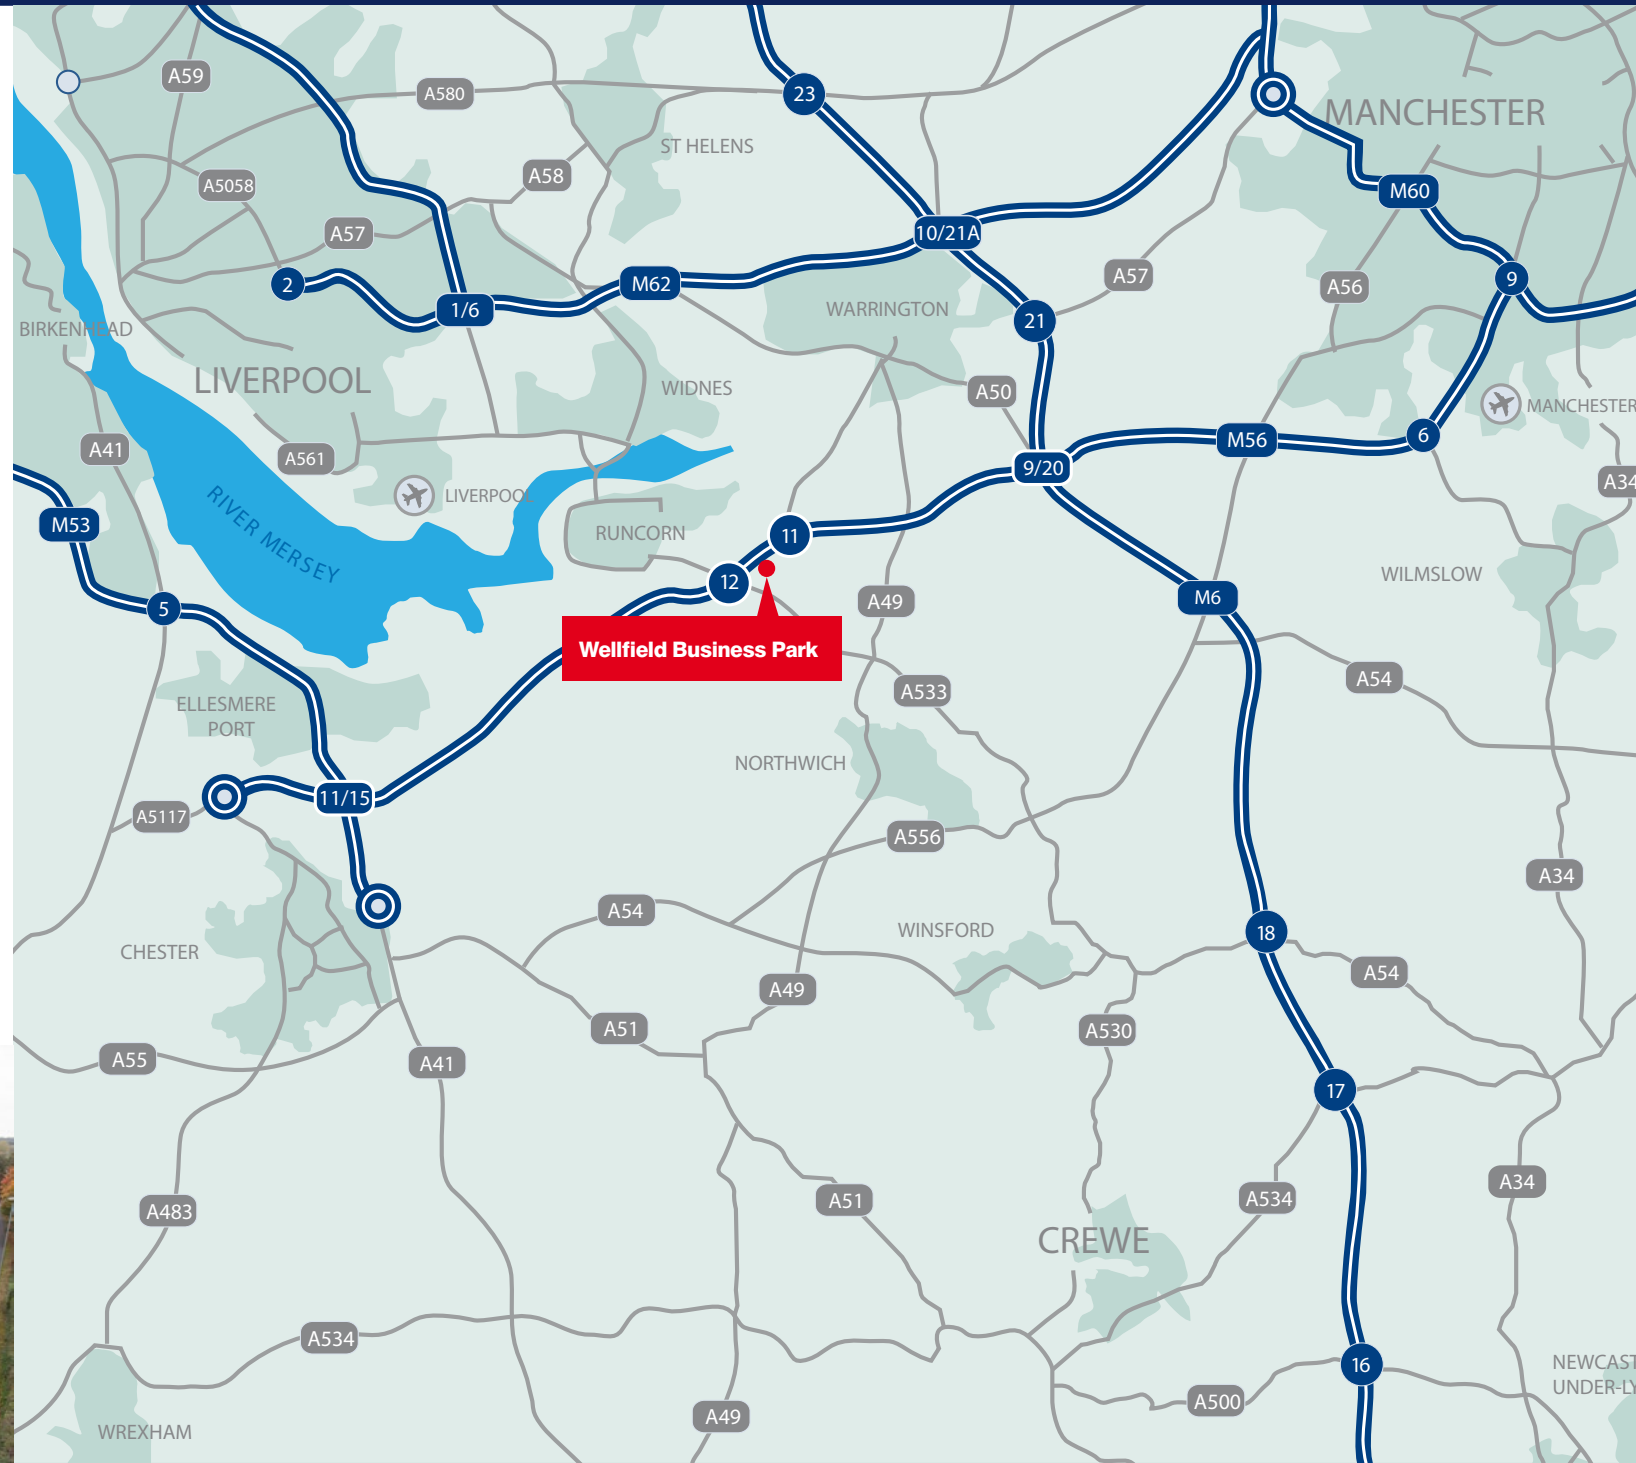 A59
A580
23
MANCHESTER
ST HELENS
A58
A5058
M60
A57
10/21A
A57
2
M62
9
A56
1/6
WARRINGTON
21
BIRKENHEAD
LIVERPOOL
WIDNES
A50
MANCHESTER
A41
A561
M56
6
9/20
A34
LIVERPOO
RIVER MERSEY
M53
RUNCORN
11
WILMSLOW
12
5
A49
M6
Wellfield Business Park
A54
A533
ELLESMERE
PORT
NORTHWICH
11/15
A5117
A556
A34
A54
WINSFORD
18
CHESTER
A54
A49
A51
A530
A55
A41
17
A34
A483
A51
A534
CREWE
A534
16
NEWCAST
UNDER-LY
A500
A49
WREXHAM